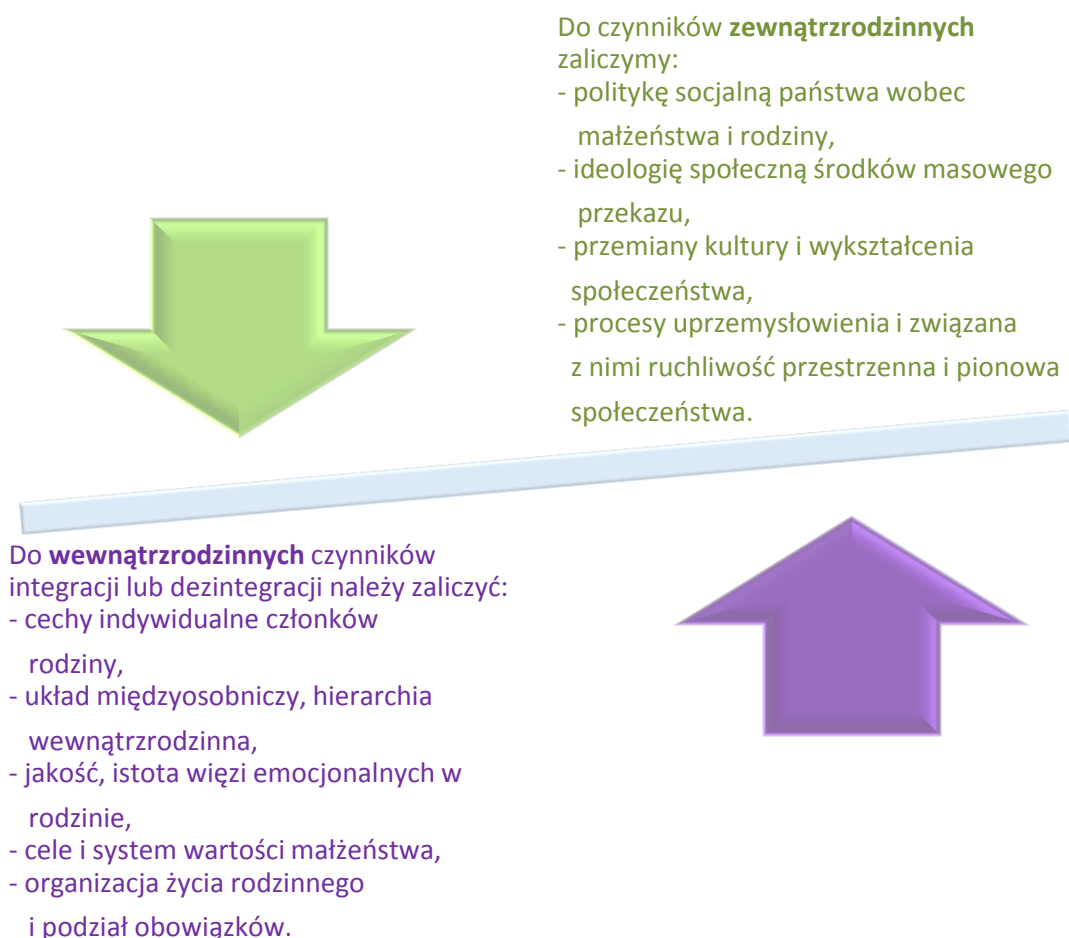 Do czynników zewnątrzrodzinnych
zaliczymy:
- politykę socjalną państwa wobec
małżeństwa i rodziny,
- ideologię społeczną środków masowego
przekazu,
- przemiany kultury i wykształcenia
społeczeństwa,
- procesy uprzemysłowienia i związana
z nimi ruchliwość przestrzenna i pionowa
społeczeństwa.
Do wewnątrzrodzinnych czynników
integracji lub dezintegracji należy zaliczyć:
- cechy indywidualne członków
rodziny,
- układ międzyosobniczy, hierarchia
wewnątrzrodzinna,
- jakość, istota więzi emocjonalnych w
rodzinie,
- cele i system wartości małżeństwa,
- organizacja życia rodzinnego
i podział obowiązków.